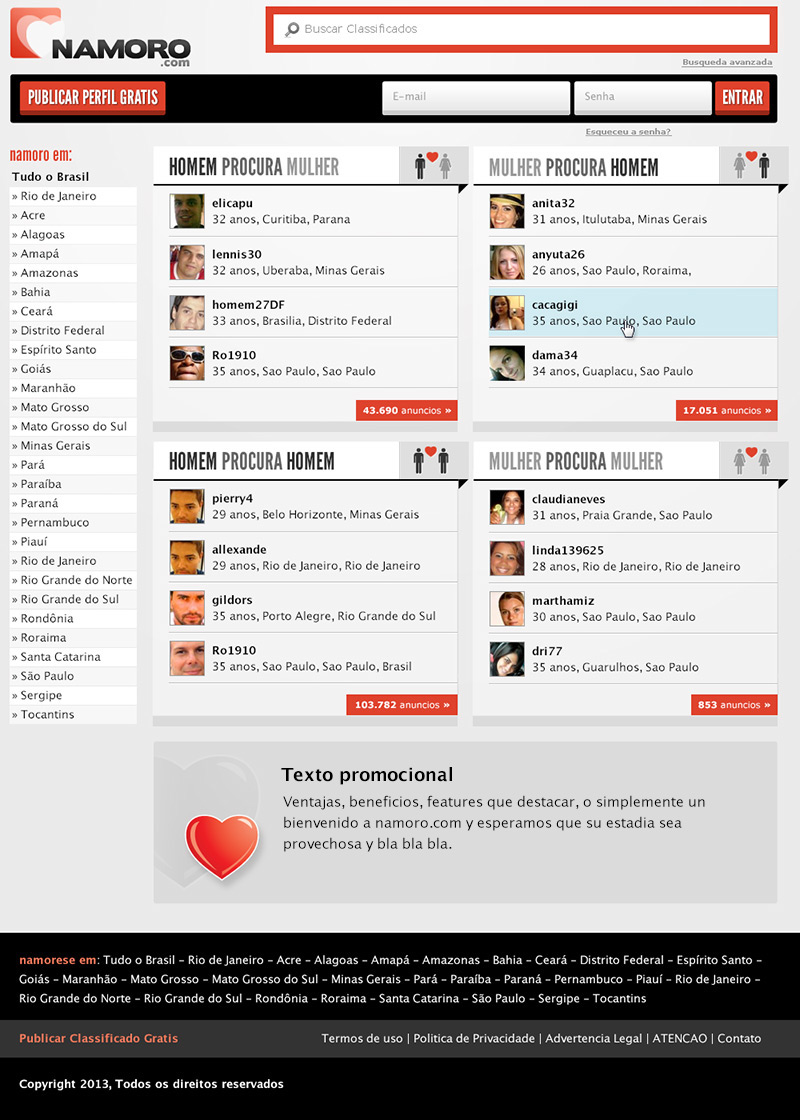 NAMORO
.com
Buscar Classificados
Busqueda avanzada
PUBLICAR PERFIL GRATIS
E-mail
Senha
ENTRAR
Esqueceu a senha?
namoro em:
Tudo o Brasil
» Rio de Janeiro
» Acre
» Alagoas
» Amapá
» Amazonas
» Bahia
» Ceará
» Distrito Federal
» Espírito Santo
» Goiás
» Maranhão
» Mato Grosso
» Mato Grosso do Sul
» Minas Gerais
» Pará
» Paraíba
» Paraná
» Pernambuco
» Piauí
» Rio de Janeiro
» Rio Grande do Norte
» Rio Grande do Sul
» Rondônia
» Roraima
» Santa Catarina
» São Paulo
» Sergipe
» Tocantins
HOMEM PROCURA MULHER
elicapu
32 anos, Curitiba, Parana
lennis30
32 anos, Uberaba, Minas Gerais
homem27DF
33 anos, Brasilia, Distrito Federal
Ro1910
35 anos, Sao Paulo, Sao Paulo
43.690 anuncios »
MULHER PROCURA HOMEM
anita32
31 anos, Itulutaba, Minas Gerais
anyuta26
26 anos, Sao Paulo, Roraima,
cacagigi
35 anos, Sao Paulo, Sao Paulo
dama34
34 anos, Guaplacu, Sao Paulo
17.051 anuncios »
HOMEM PROCURA HOMEM
pierry4
29 anos, Belo Horizonte, Minas Gerais
allexande
29 anos, Rio de Janeiro, Rio de Janeiro
gildors
35 anos, Porto Alegre, Rio Grande do Sul
Ro1910
35 anos, Sao Paulo, Sao Paulo, Brasil
103.782 anuncios »
MULHER PROCURA MULHER
claudianeves
31 anos, Praia Grande, Sao Paulo
linda139625
28 anos, Rio de Janeiro, Rio de Janeiro
marthamiz
30 anos, Sao Paulo, Sao Paulo
dri77
35 anos, Guarulhos, Sao Paulo
853 anuncios »
Texto promocional
Ventajas, beneficios, features que destacar, o simplemente un
bienvenido a namoro.com y esperamos que su estadia sea
provechosa y bla bla bla.
namorese em: Tudo o Brasil – Rio de Janeiro – Acre – Alagoas – Amapá – Amazonas – Bahia – Ceará – Distrito Federal – Espírito Santo –
Goiás – Maranhão – Mato Grosso – Mato Grosso do Sul – Minas Gerais – Pará – Paraíba – Paraná – Pernambuco – Piauí – Rio de Janeiro –
Rio Grande do Norte – Rio Grande do Sul – Rondônia – Roraima – Santa Catarina – São Paulo – Sergipe – Tocantins
Publicar Classificado Gratis
Termos de uso | Politica de Privacidade | Advertencia Legal | ATENCAO | Contato
Copyright 2013, Todos os direitos reservados